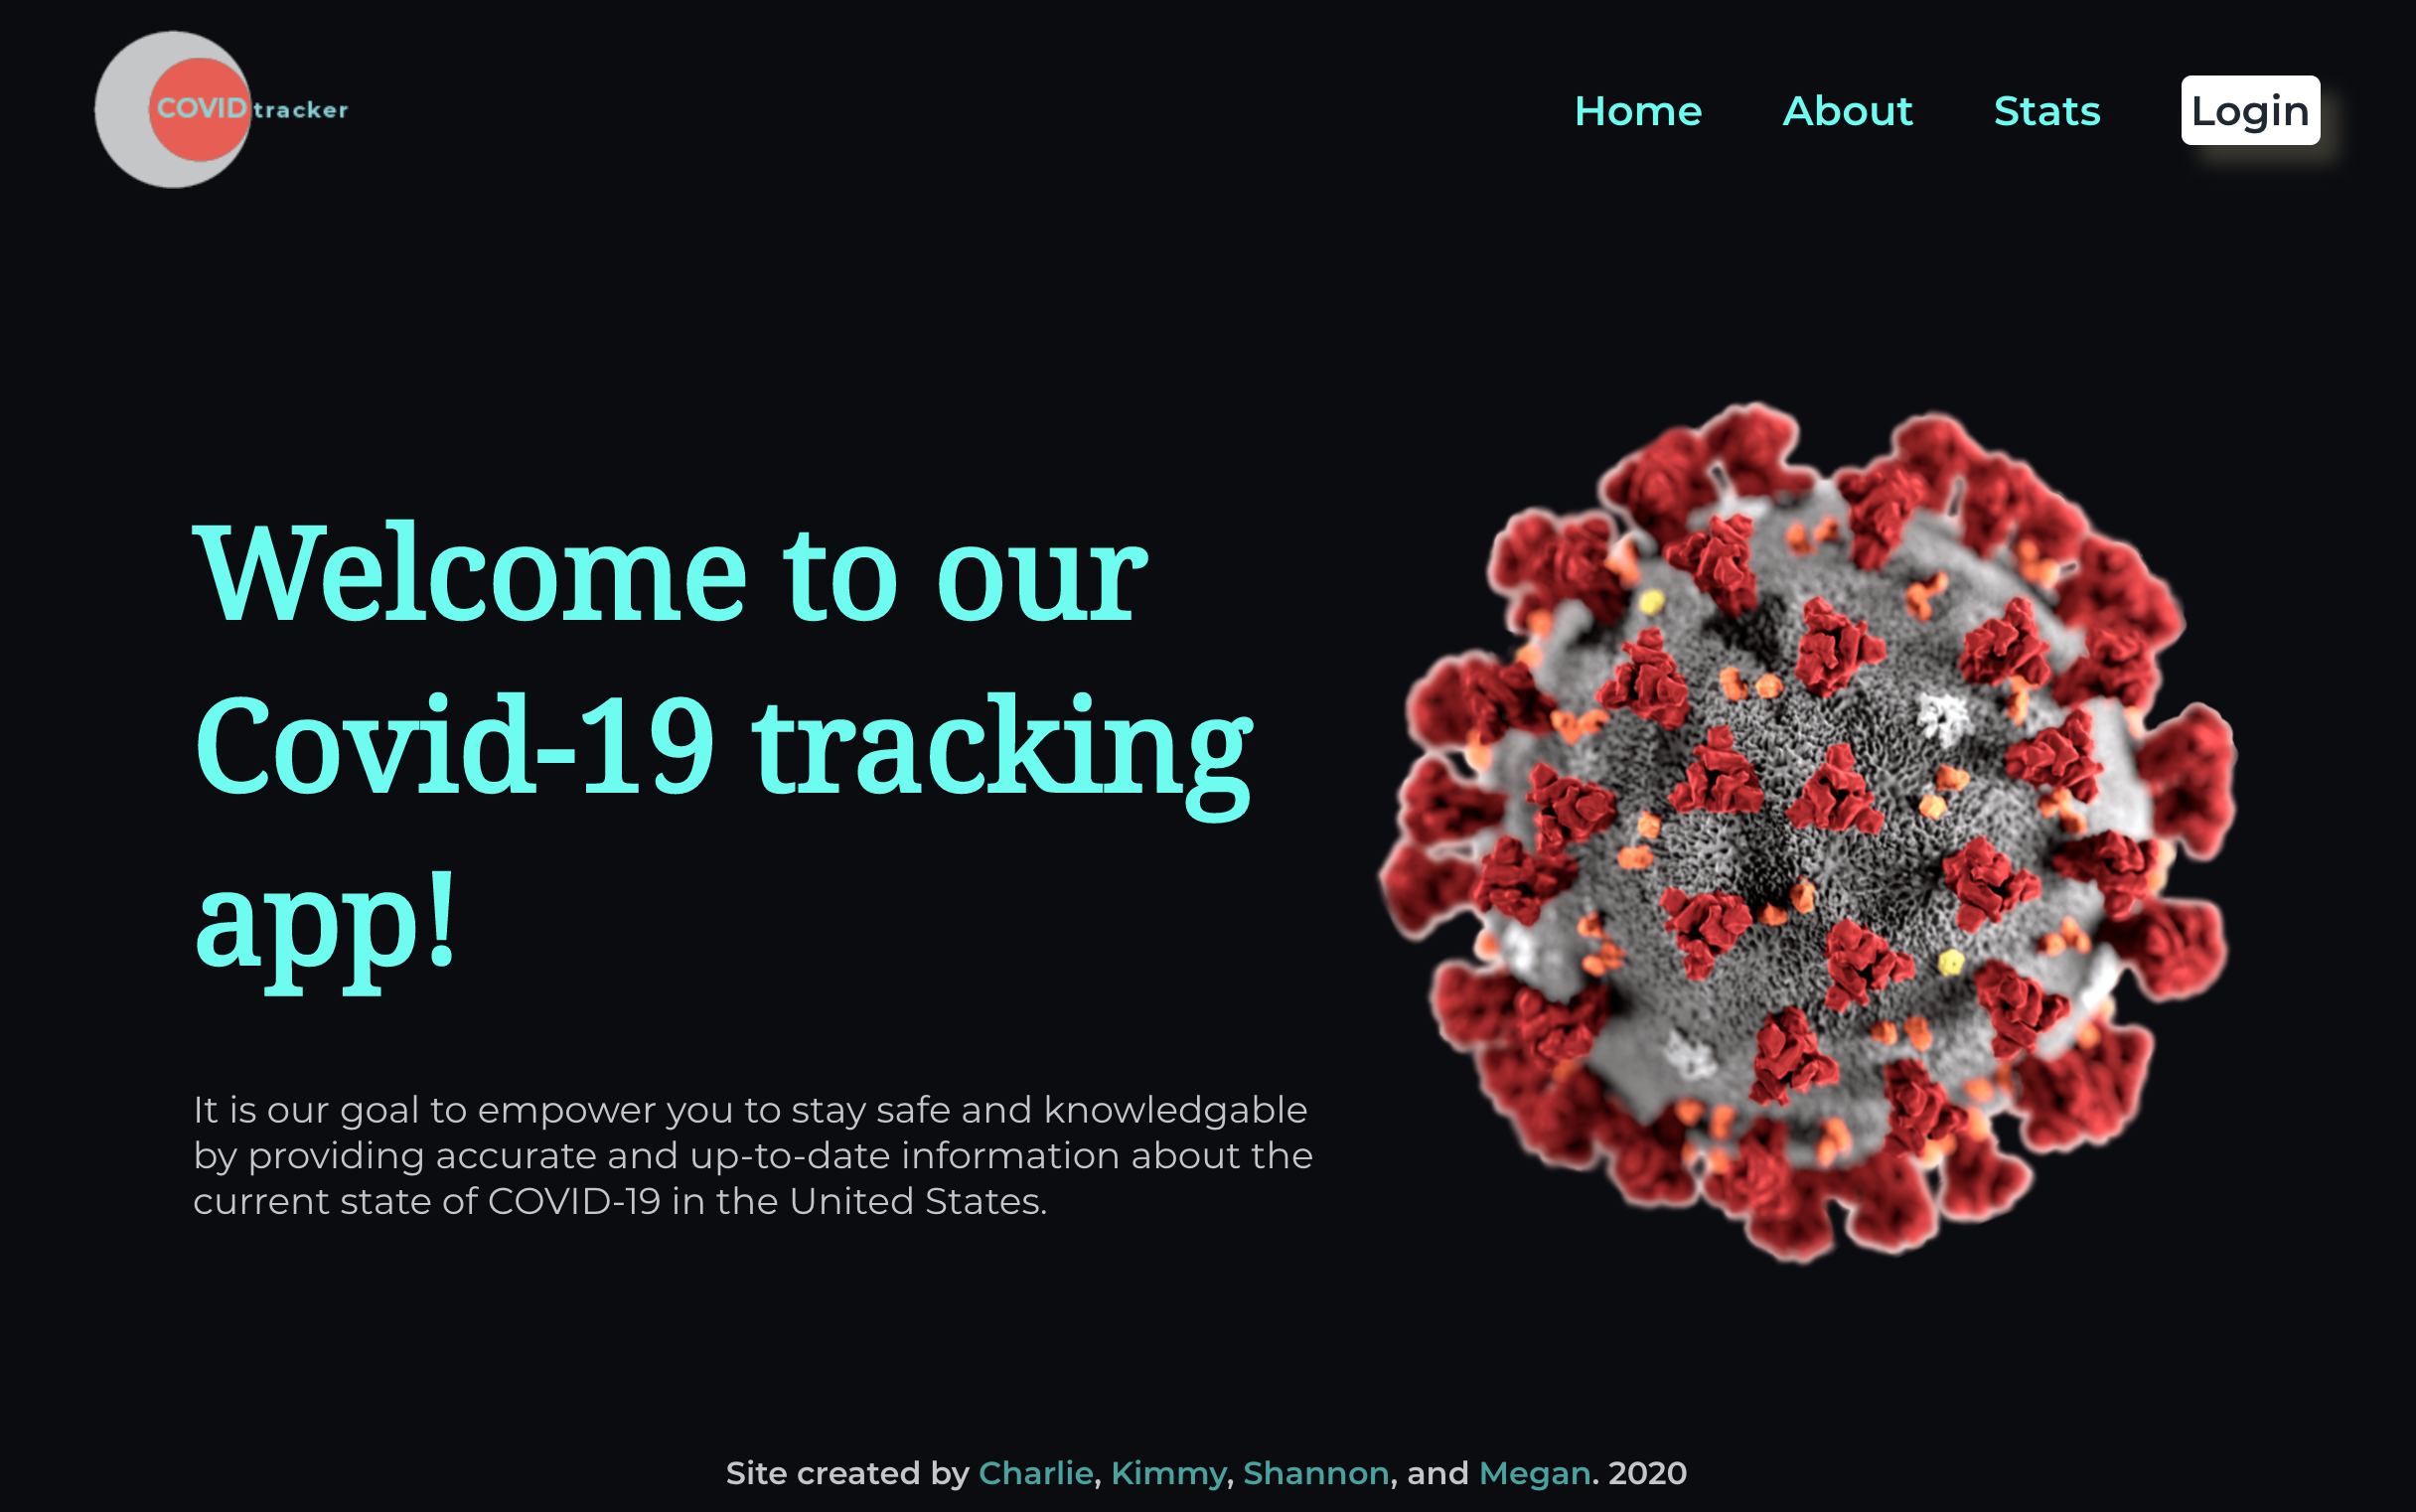 COVID tracker
Home About Stats Login
Welcome to our
Covid-19 tracking
app!
It is our goal to empower you to stay safe and knowledgable
by providing accurate and up-to-date information about the
current state of COVID-19 in the United States.
Site created by Charlie, Kimmy, Shannon, and Megan. 2020